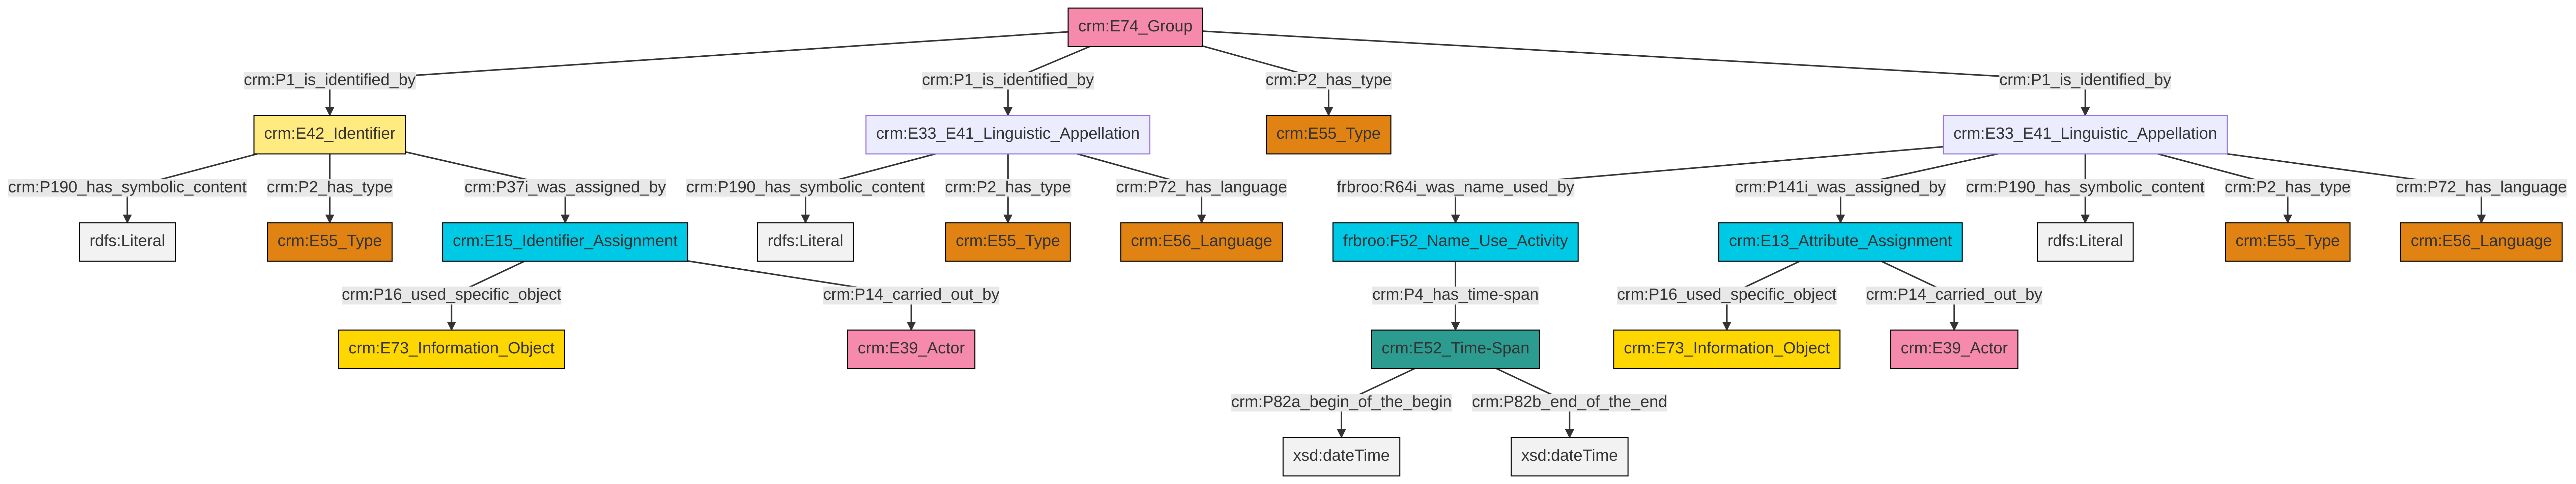 crm:E74_Group
crm:P1_is_identified_by crm:P1_is_identified_by crm:P2_has_type crm:P1_is_identified_by
crm:E42_Identifier crm:E33_E41_Linguistic_Appellation crm:E55_Type crm:E33_E41_Linguistic_Appellation
crm:P190_has_symbolic_content crm:P2_has_type crm:P37i_was_assigned_by crm:P190_has_symbolic_content crm:P2_has_type crm:P72_has_language frbroo:R64i_was_name_used_by crm:P141i_was_assigned_by crm:P190_has_symbolic_content crm:P2_has_type crm:P72_has_language
rdfs:Literal crm:E55_Type crm:E15_Identifier_Assignment rdfs:Literal crm:E55_Type crm:E56_Language frbroo:F52_Name_Use_Activity crm:E13_Attribute_Assignment rdfs:Literal crm:E55_Type crm:E56_Language
crm:P16_used_specific_object crm:P14_carried_out_by crm:P4_has_time-span crm:P16_used_specific_object crm:P14_carried_out_by
crm:E73_Information_Object crm:E39_Actor crm:E52_Time-Span crm:E73_Information_Object crm:E39_Actor
crm:P82a_begin_of_the_begin crm:P82b_end_of_the_end
xsd:dateTime xsd:dateTime